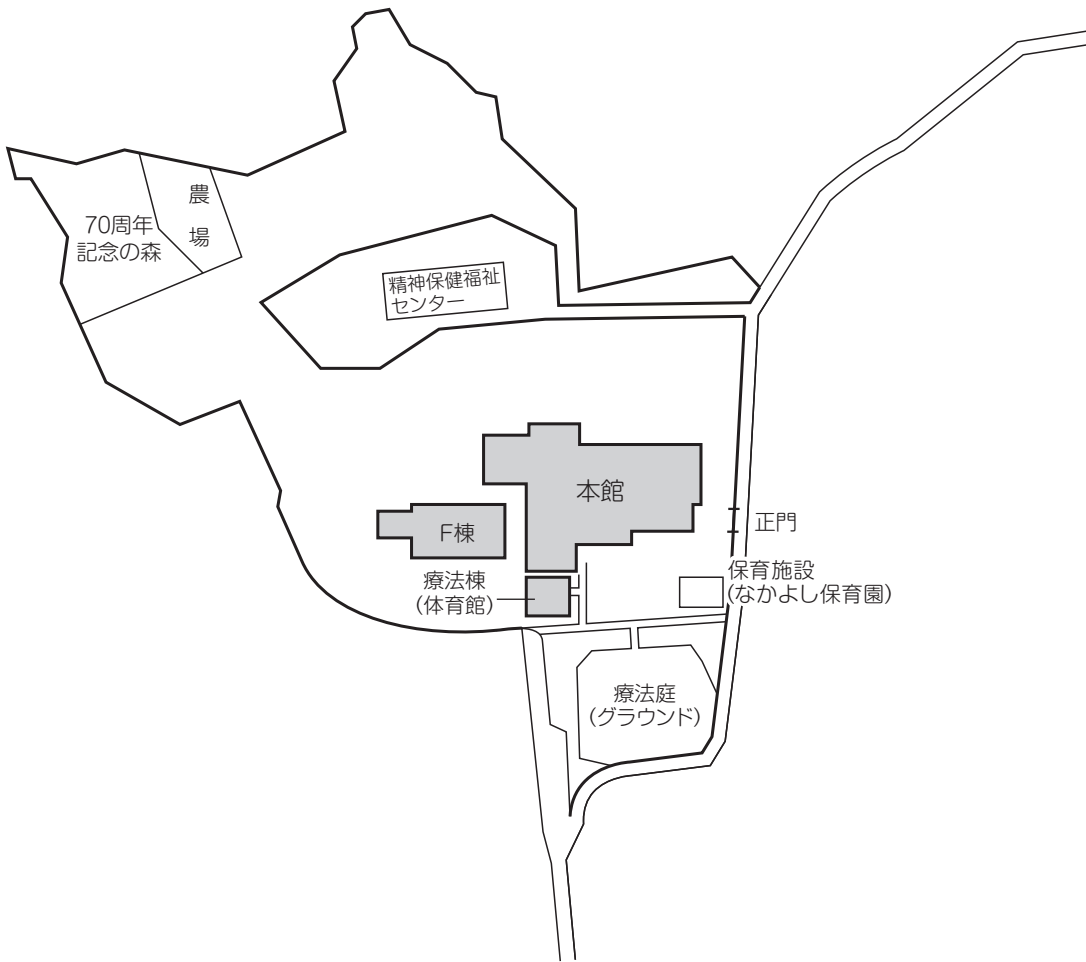 農
場
70周年
記念の森
精神保健福祉
センター
本館
正門
F棟
保育施設
(なかよし保育園)
療法棟
(体育館)
療法庭
(グラウンド)